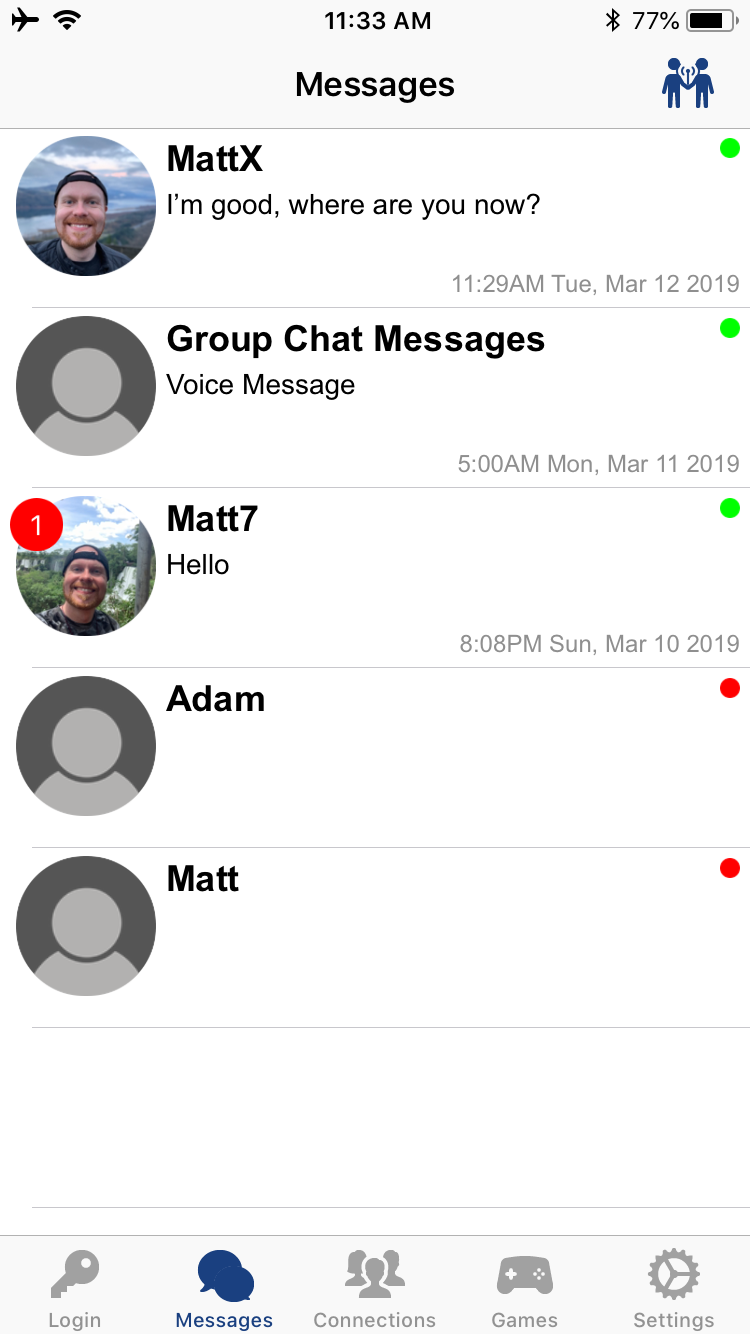 11:33 AM
77%
Messages
MattX
I’m good, where are you now?
11:29AM Tue, Mar 12 2019
Group Chat Messages
Voice Message
5:00AM Mon, Mar 11 2019
1
Matt7
Hello
8:08PM Sun, Mar 10 2019
Adam
Matt
Login
Messages
Connections
Games
Settings